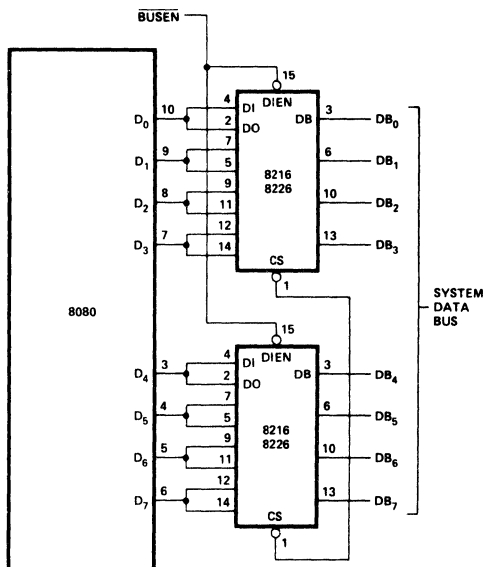 BUSEN
15
DIEN
10
D0
9
D1
8
D2
7
D3
4
2
7
5
9
11
12
14
DI
DO
DB
8216
8226
CS
1
3
DB0
6
DB1
10
DB2
13
DB3
8080
SYSTEM
DATA
BUS
15
DIEN
3
D4
4
D5
5
D6
6
D7
4
2
7
5
9
11
12
14
DI
DO
DB
8216
8226
CS
1
3
DB4
6
DB5
10
DB6
13
DB7